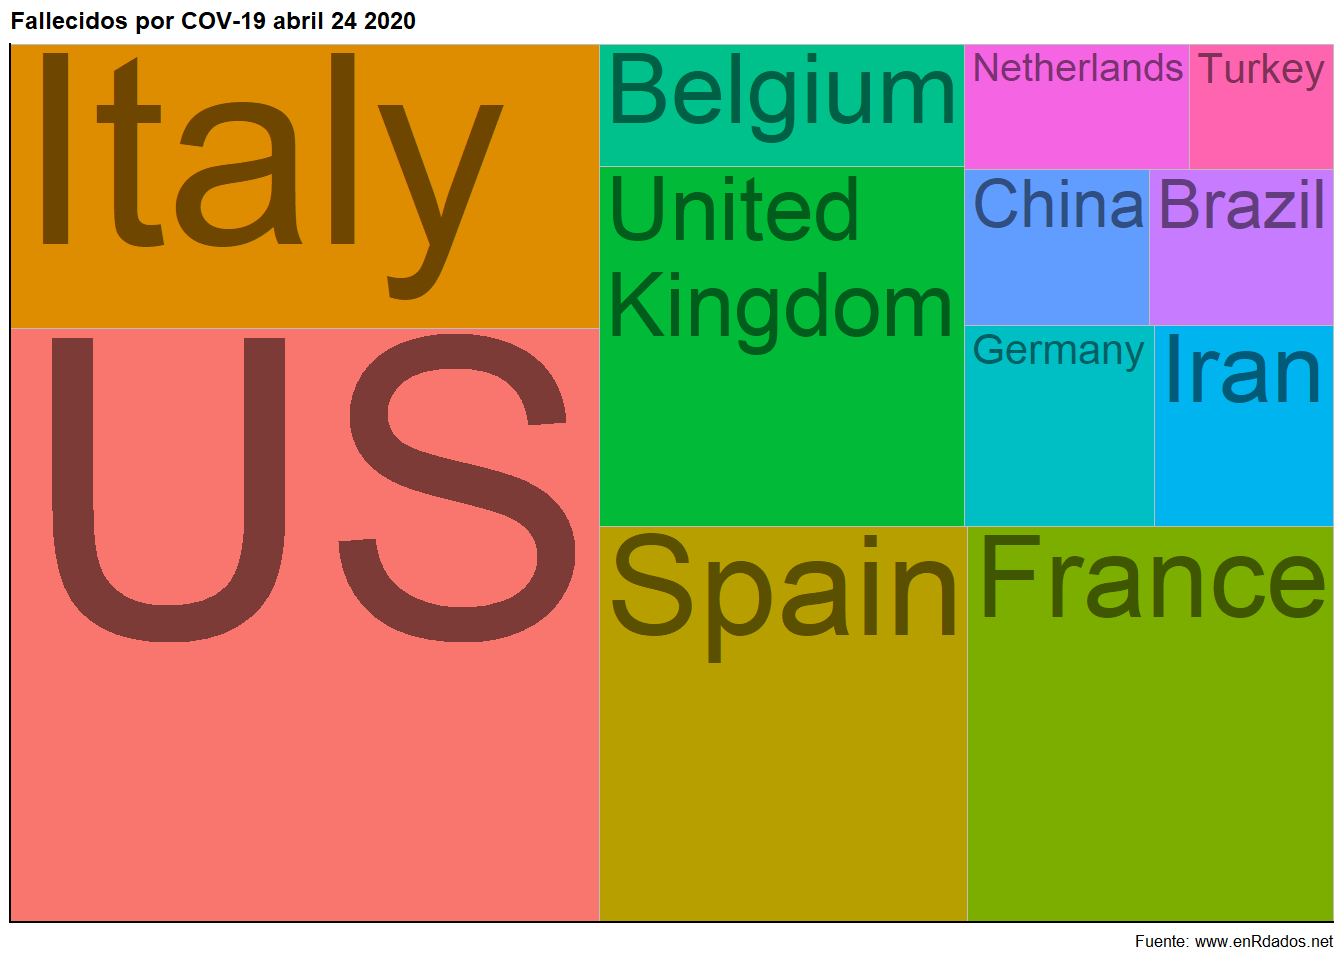 Fallecidos por COV-19 abril 24 2020
Italy
Belgium
Netherlands
Turkey
United
Kingdom
China
Brazil
US
Germany
Iran
Spain
France
Fuente: www.enRdados.net